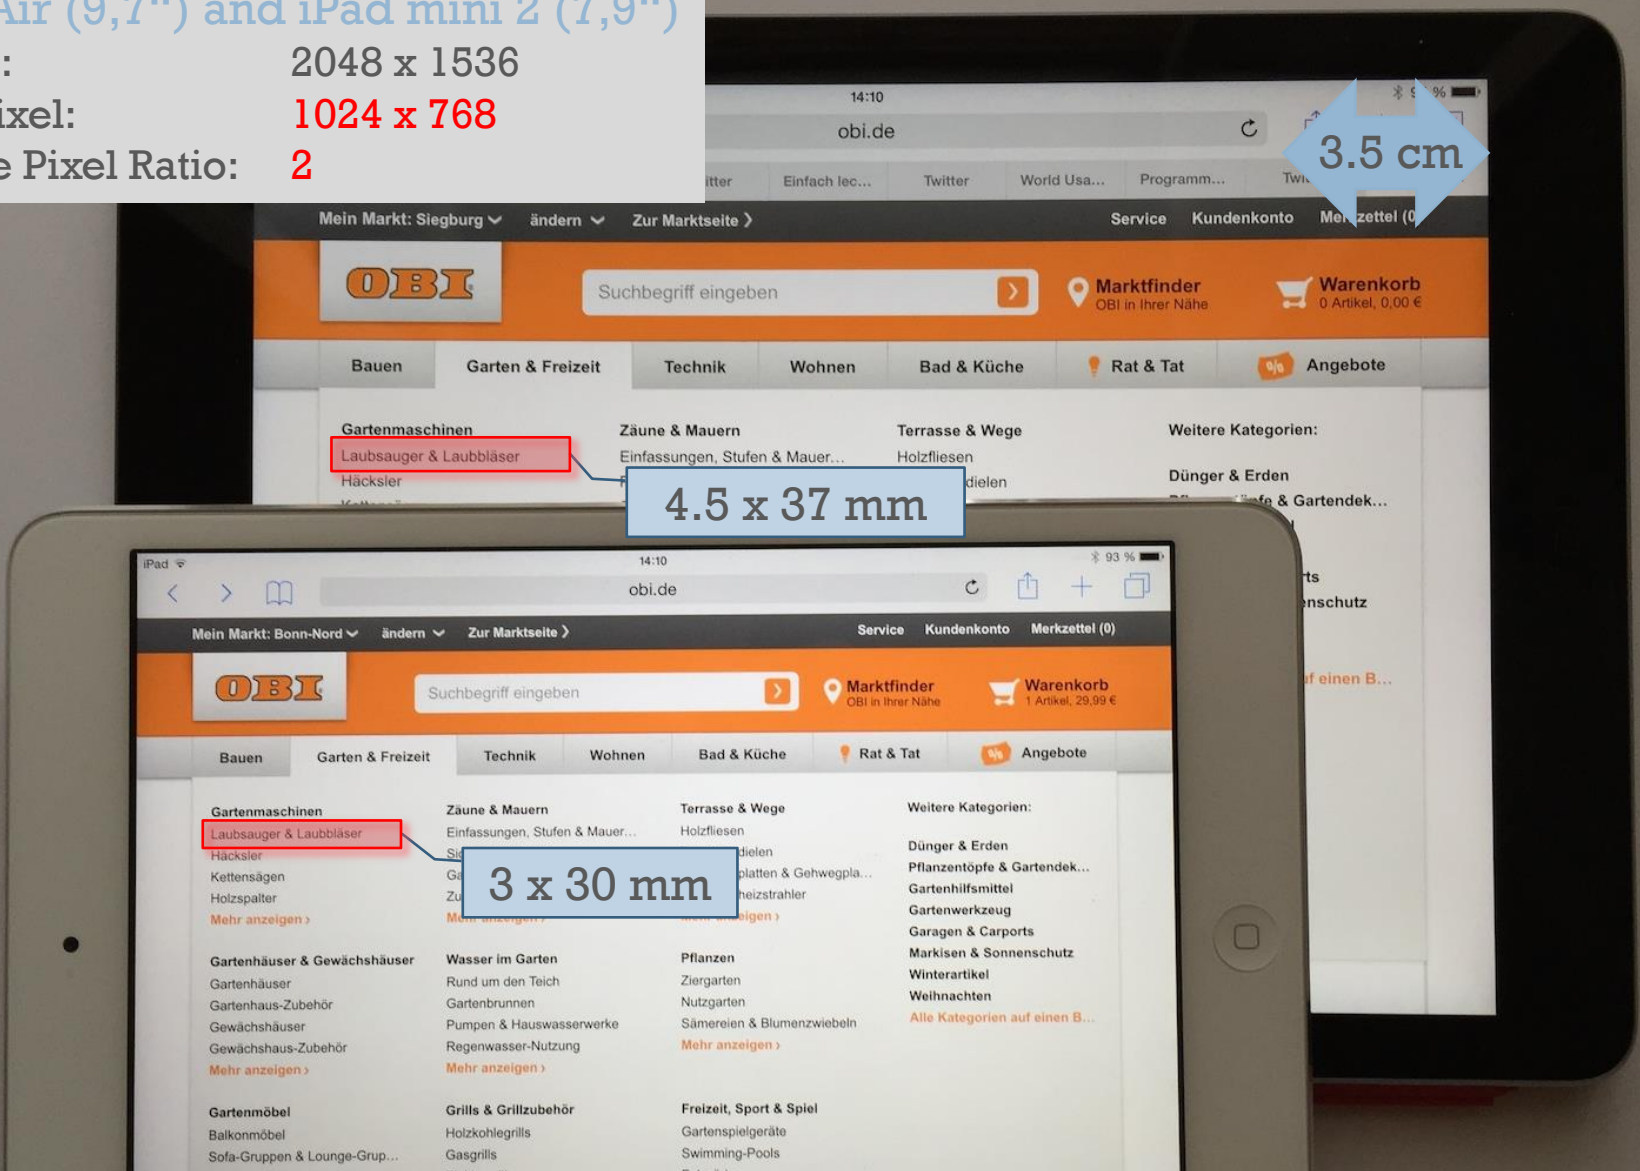 Air (9,7") and iPad mini 2 (7,9")
: 2048 x 1536
ixel: 1024 x 768
e Pixel Ratio: 2
14:10
obi.de
3.5 cm
itter Einfach lec... Twitter World Usa... Programm...
Mein Markt: Siegburg ändern Zur Marktseite Service Kundenkonto Merkzettel (0
OBI Suchbegriff eingeben
Marktfinder
OBI in Ihrer Nähe
Warenkorb
0 Artikel, 0,00 €
Bauen Garten & Freizeit Technik Wohnen Bad & Küche Rat & Tat % Angebote
Gartenmaschinen
Laubsauger & Laubbläser
Häcksler
Zäune & Mauern
Einfassungen, Stufen & Mauer...
Terrasse & Wege
Holzfliesen
dielen
Weitere Kategorien:
Dünger & Erden
& Gartendek...
ts
enschutz
f einen B...
4.5 x 37 mm
iPad 14:10 93 %
obi.de
Mein Markt: Bonn-Nord ändern Zur Marktseite Service Kundenkonto Merkzettel (0)
OBI Suchbegriff eingeben
Marktfinder
OBI in Ihrer Nähe
Warenkorb
1 Artikel, 29,99 €
Bauen Garten & Freizeit Technik Wohnen Bad & Küche Rat & Tat % Angebote
Gartenmaschinen
Laubsauger & Laubbläser
Häcksler
Kettensägen
Holzspalter
Mehr anzeigen
Zäune & Mauern
Einfassungen, Stufen & Mauer...
3 x 30 mm
Mehr anzeigen
Terrasse & Wege
Holzfliesen
dielen
platten & Gehwegpla...
heizstrahler
Mehr anzeigen
Weitere Kategorien:
Dünger & Erden
Pflanzentöpfe & Gartendek...
Gartenhilfsmittel
Gartenwerkzeug
Garagen & Carports
Markisen & Sonnenschutz
Winterartikel
Weihnachten
Alle Kategorien auf einen B...
Gartenhäuser & Gewächshäuser
Gartenhäuser
Gartenhaus-Zubehör
Gewächshäuser
Gewächshaus-Zubehör
Mehr anzeigen
Wasser im Garten
Rund um den Teich
Gartenbrunnen
Pumpen & Hauswasserwerke
Regenwasser-Nutzung
Mehr anzeigen
Pflanzen
Ziergarten
Nutzgarten
Sämereien & Blumenzwiebeln
Mehr anzeigen
Gartenmöbel
Balkonmöbel
Sofa-Gruppen & Lounge-Grup...
Grills & Grillzubehör
Holzkohlegrills
Gasgrills
Freizeit, Sport & Spiel
Gartenspielgeräte
Swimming-Pools